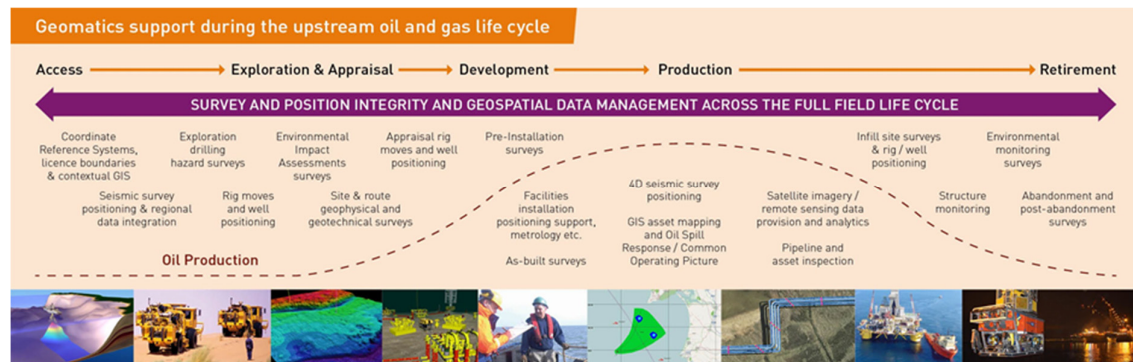 Geomatics support during the upstream oil and gas life cycle
Access
Exploration & Appraisal
Development
Production
Retirement
SURVEY AND POSITION INTEGRITY AND GEOSPATIAL DATA MANAGEMENT ACROSS THE FULL FIELD LIFE CYCLE
Coordinate
Reference Systems,
licence boundaries
& contextual GIS
Exploration
drilling
hazard surveys
Environmental
Impact
Assessments
surveys
Appraisal rig
moves and well
positioning
Pre-Installation
surveys
Infill site surveys
& rig / well
positioning
Environmental
monitoring
surveys
Seismic survey
positioning & regional
data integration
Rig moves
and well
positioning
Site & route
geophysical and
geotechnical surveys
Facilities
installation
positioning support,
metrology etc.
As-built surveys
4D seismic survey
positioning
GIS asset mapping
and Oil Spill
Response / Common
Operating Picture
Satellite imagery /
remote sensing data
provision and analytics
Pipeline and
asset inspection
Structure
monitoring
Abandonment and
post-abandonment
surveys
Oil Production